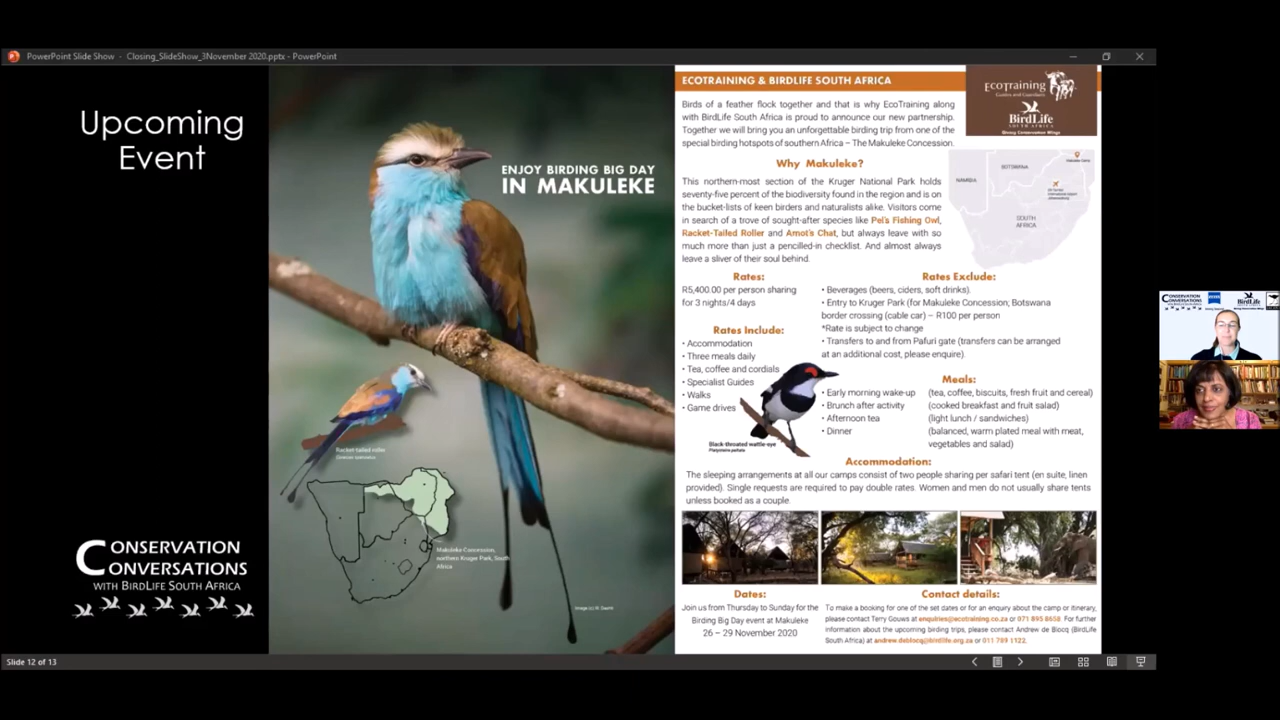 PowerPoint Slide Show - Closing_SlideShow_3November 2020.pptx - PowerPoint
Upcoming
Event
ENJOY BIRDING BIG DAY
IN MAKULEKE
Racket-tailed roller
Makuleke Concession,
northern Kruger Park, South
Africa
CONSERVATION
CONVERSATIONS
WITH BIRDLIFE SOUTH AFRICA
ECOTRAINING & BIRDLIFE SOUTH AFRICA
EcoTraining
Guides and Guardians
BirdLife
SOUTH AFRICA
Giving Conservation Wings
Birds of a feather flock together and that is why EcoTraining along
with BirdLife South Africa is proud to announce our new partnership.
Together we will bring you an unforgettable birding trip from one of the
special birding hotspots of southern Africa – The Makuleke Concession.
Why Makuleke?
This northern-most section of the Kruger National Park holds
seventy-five percent of the biodiversity found in the region and is on
the bucket-lists of keen birders and naturalists alike. Visitors come
in search of a trove of sought-after species like Pel's Fishing Owl,
Racket-Tailed Roller and Arnot's Chat, but always leave with so
much more than just a pencilled-in checklist. And almost always
leave a sliver of their soul behind.
NAMIBIA
BOTSWANA
Makuleke Camp
SOUTH
AFRICA
Rates:
R5,400.00 per person sharing
for 3 nights/4 days
Rates Include:
• Accommodation
• Three meals daily
• Tea, coffee and cordials
• Specialist Guides
• Walks
• Game drives
Black-throated wattle-eye
Platysteira peltata
Rates Exclude:
• Beverages (beers, ciders, soft drinks).
• Entry to Kruger Park (for Makuleke Concession; Botswana
border crossing (cable car) – R100 per person
*Rate is subject to change
• Transfers to and from Pafuri gate (transfers can be arranged
at an additional cost, please enquire).
Meals:
• Early morning wake-up (tea, coffee, biscuits, fresh fruit and cereal)
• Brunch after activity (cooked breakfast and fruit salad)
• Afternoon tea (light lunch / sandwiches)
• Dinner (balanced, warm plated meal with meat,
vegetables and salad)
Accommodation:
The sleeping arrangements at all our camps consist of two people sharing per safari tent (en suite, linen
provided). Single requests are required to pay double rates. Women and men do not usually share tents
unless booked as a couple.
Dates:
Join us from Thursday to Sunday for the
Birding Big Day event at Makuleke
26 – 29 November 2020
Contact details:
To make a booking for one of the set dates or for an enquiry about the camp or itinerary,
please contact Terry Gouws at enquiries@ecotraining.co.za or 071 895 8658. For further
information about the upcoming birding trips, please contact Andrew de Blocq (BirdLife
South Africa) at andrew.deblocq@birdlife.org.za or 011 789 1122.
Slide 12 of 13
CONSERVATION
CONVERSATIONS
BirdLife